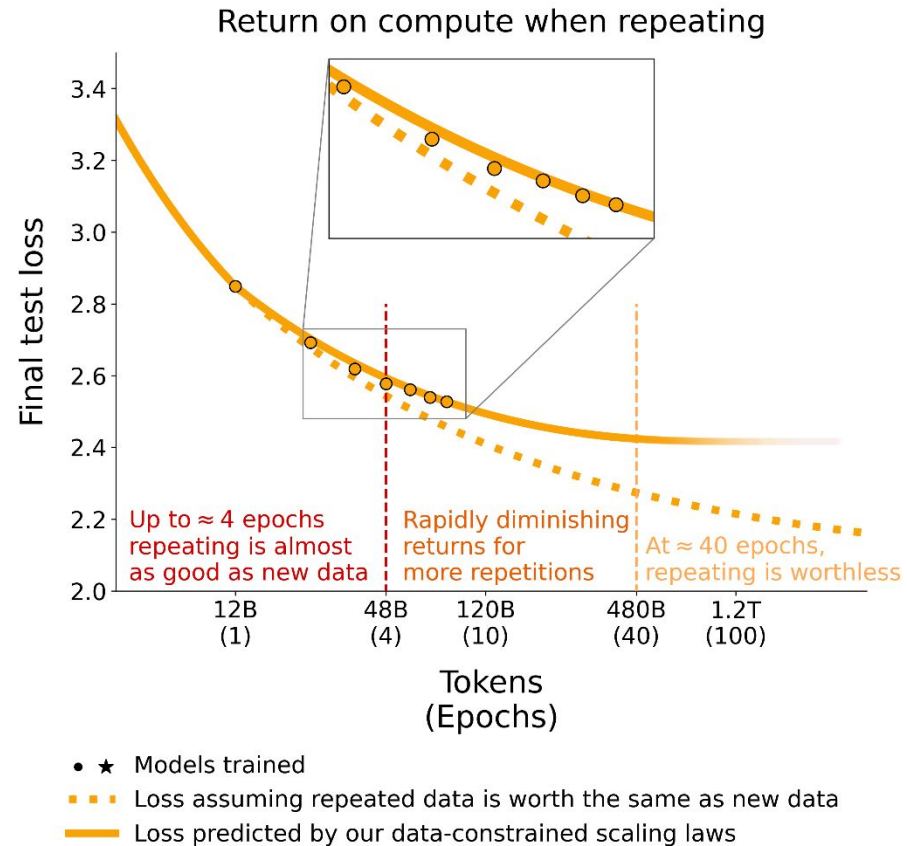 Return on compute when repeating
Final test loss
3.4
3.2
3.0
2.8
2.6
2.4
2.2
2.0
Up to ≈ 4 epochs
repeating is almost
as good as new data
Rapidly diminishing
returns for
more repetitions
At ≈ 40 epochs,
repeating is worthless
12B
(1)
48B
(4)
120B
(10)
480B
(40)
1.2T
(100)
Tokens
(Epochs)
Models trained
Loss assuming repeated data is worth the same as new data
Loss predicted by our data-constrained scaling laws